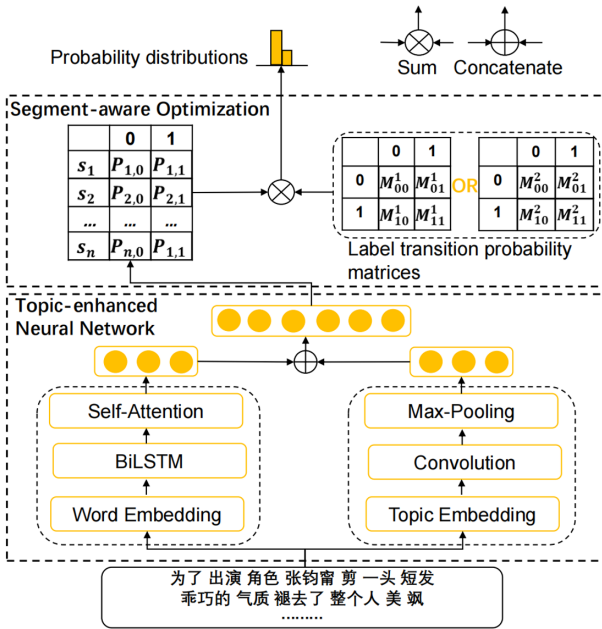 Probability distributions
Sum
Concatenate
Segment-aware Optimization
0 1
s₁ P₁,₀ P₁,₁
s₂ P₂,₀ P₂,₁
... ... ...
sₙ Pₙ,₀ P₁,₁
0 1
0 M¹₀₀ M¹₀₁
1 M¹₁₀ M¹₁₁
OR
0 1
0 M²₀₀ M²₀₁
1 M²₁₀ M²₁₁
Label transition probability
matrices
Topic-enhanced
Neural Network
Self-Attention
BiLSTM
Word Embedding
Max-Pooling
Convolution
Topic Embedding
为了 出演 角色 张钧甯 剪 一头 短发
乖巧的 气质 褪去了 整个人 美 飒
………